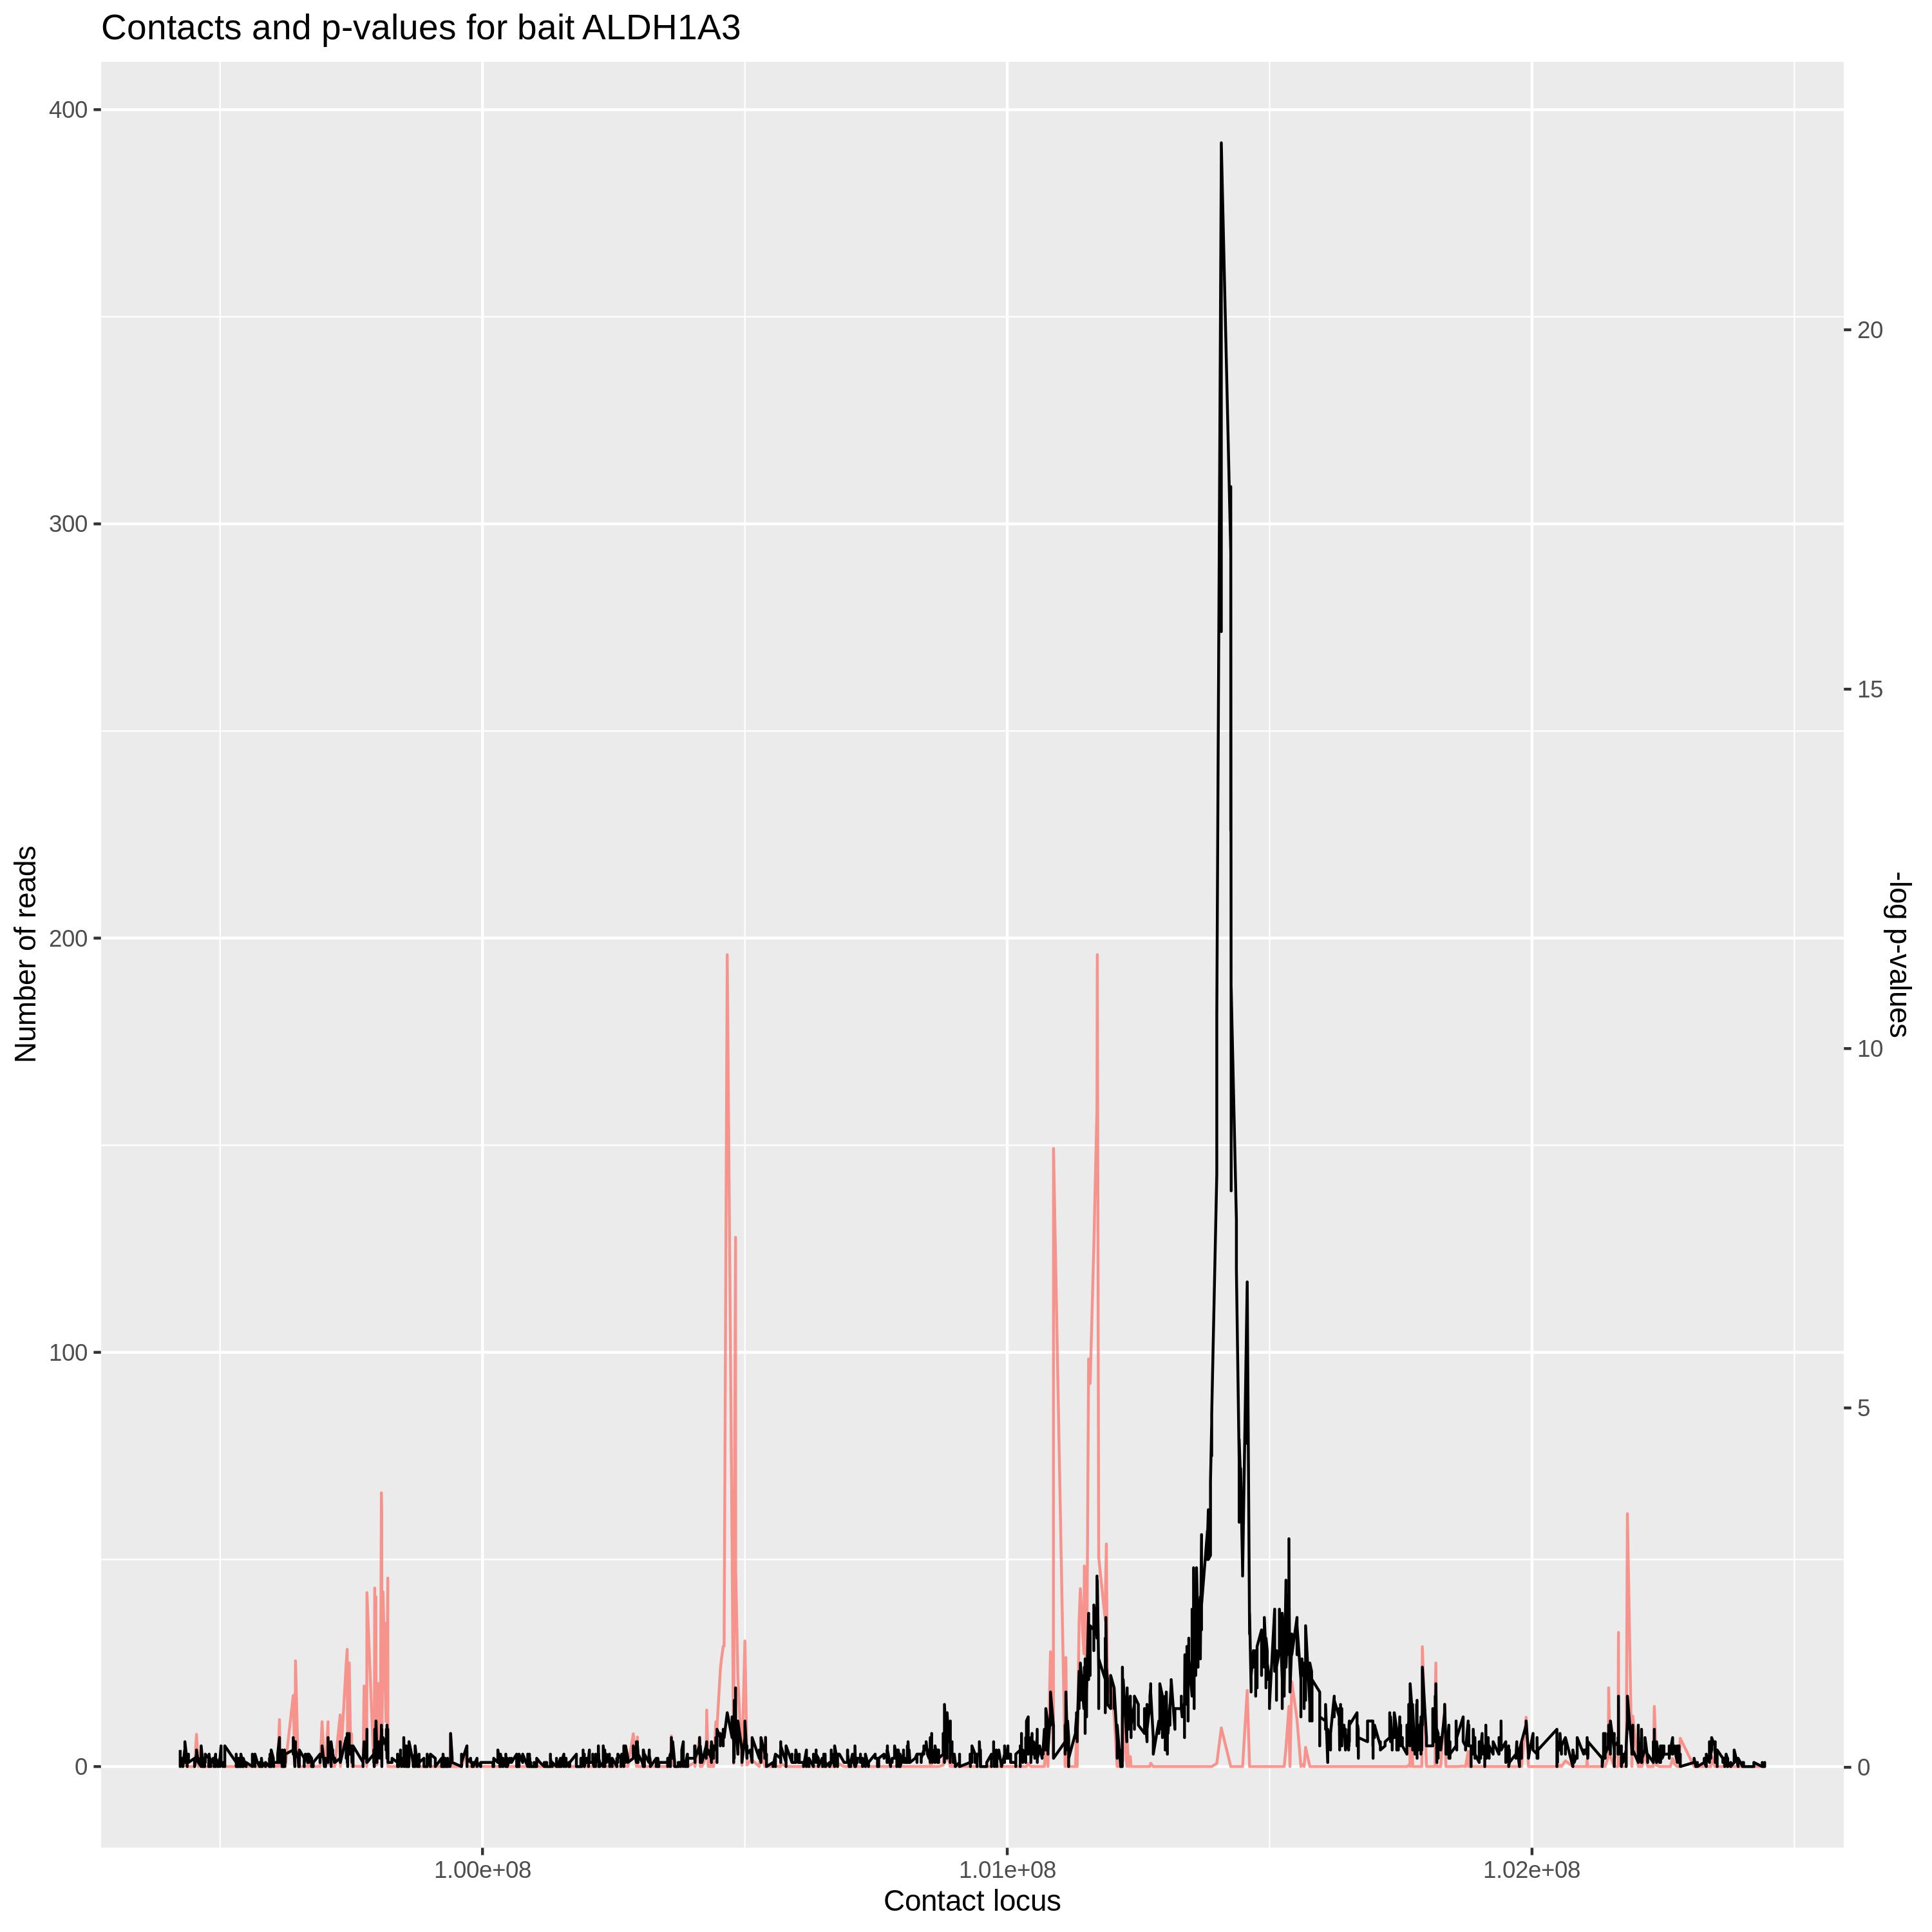 Contacts and p-values for bait ALDH1A3
400
300
200
100
0
Number of reads
20
15
10
5
0
-log p-values
1.00e+08 1.01e+08 1.02e+08
Contact locus